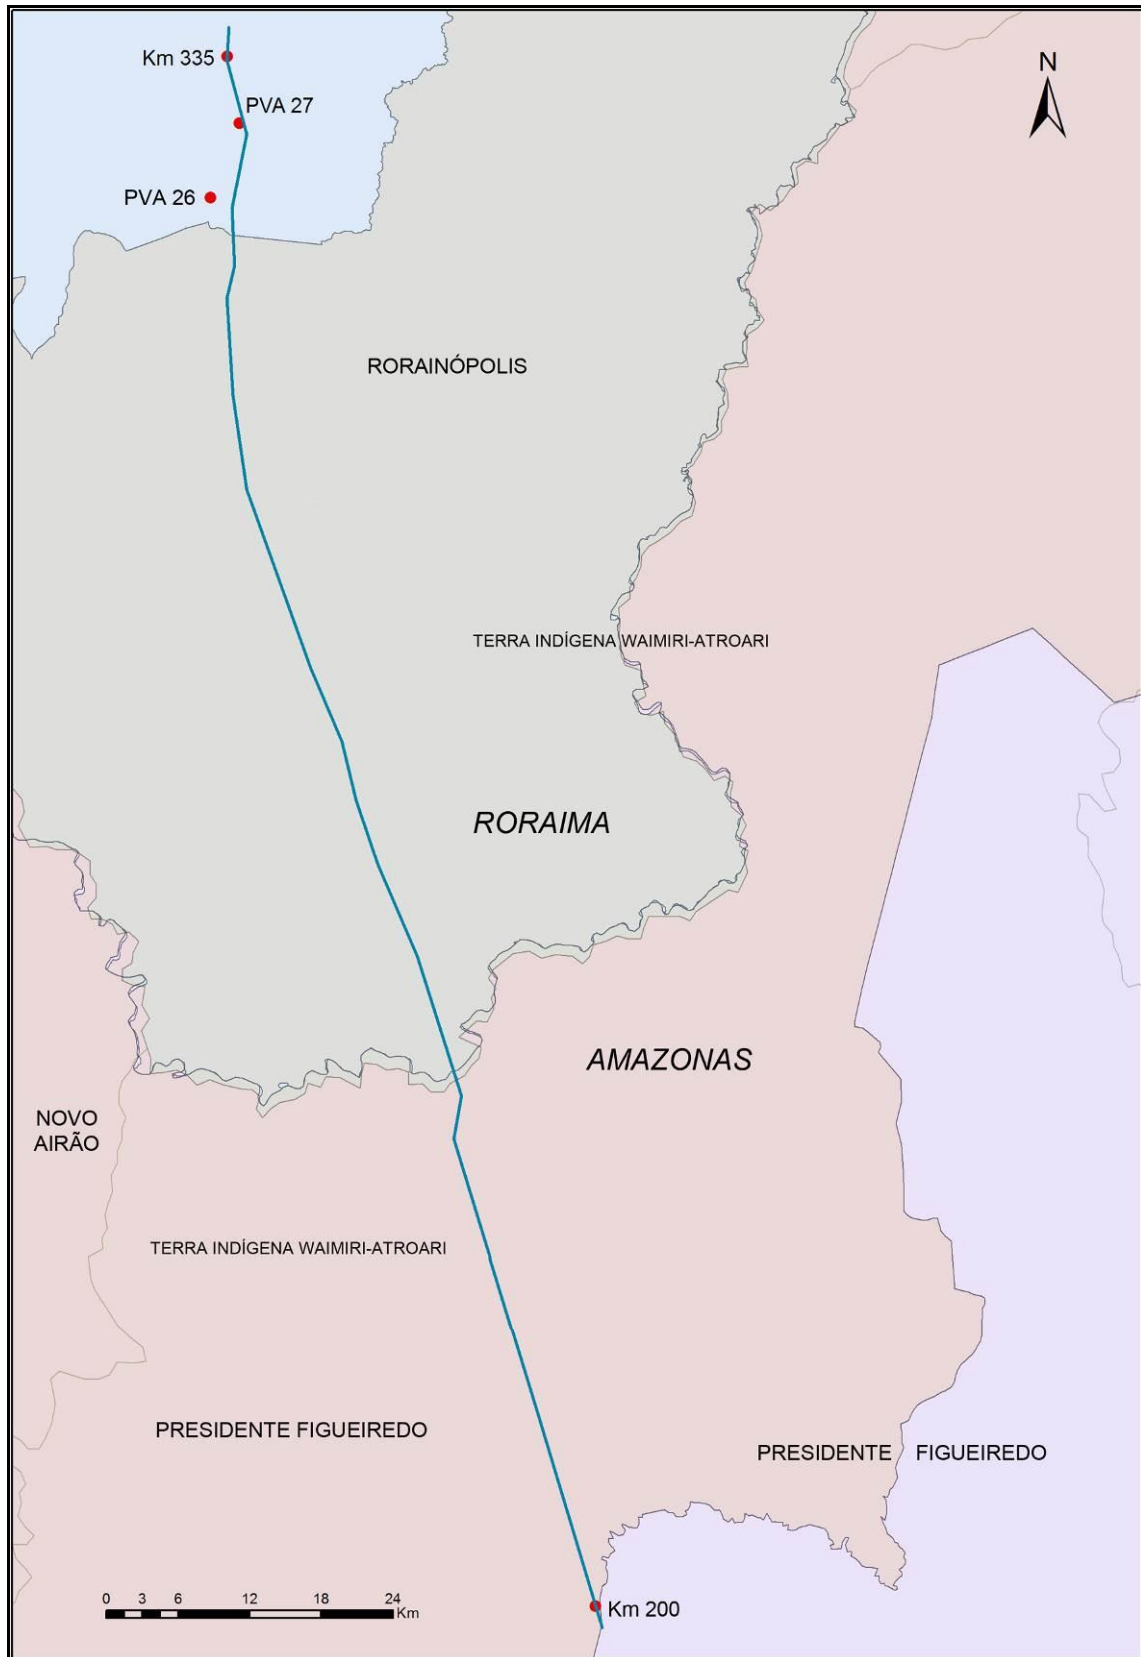 Km 335
N
PVA 27
PVA 26
RORAINÓPOLIS
TERRA INDÍGENA WAIMIRI-ATROARI
RORAIMA
AMAZONAS
NOVO
AIRÃO
TERRA INDÍGENA WAIMIRI-ATROARI
PRESIDENTE FIGUEIREDO
PRESIDENTE FIGUEIREDO
0 3 6 12 18 24
Km
Km 200